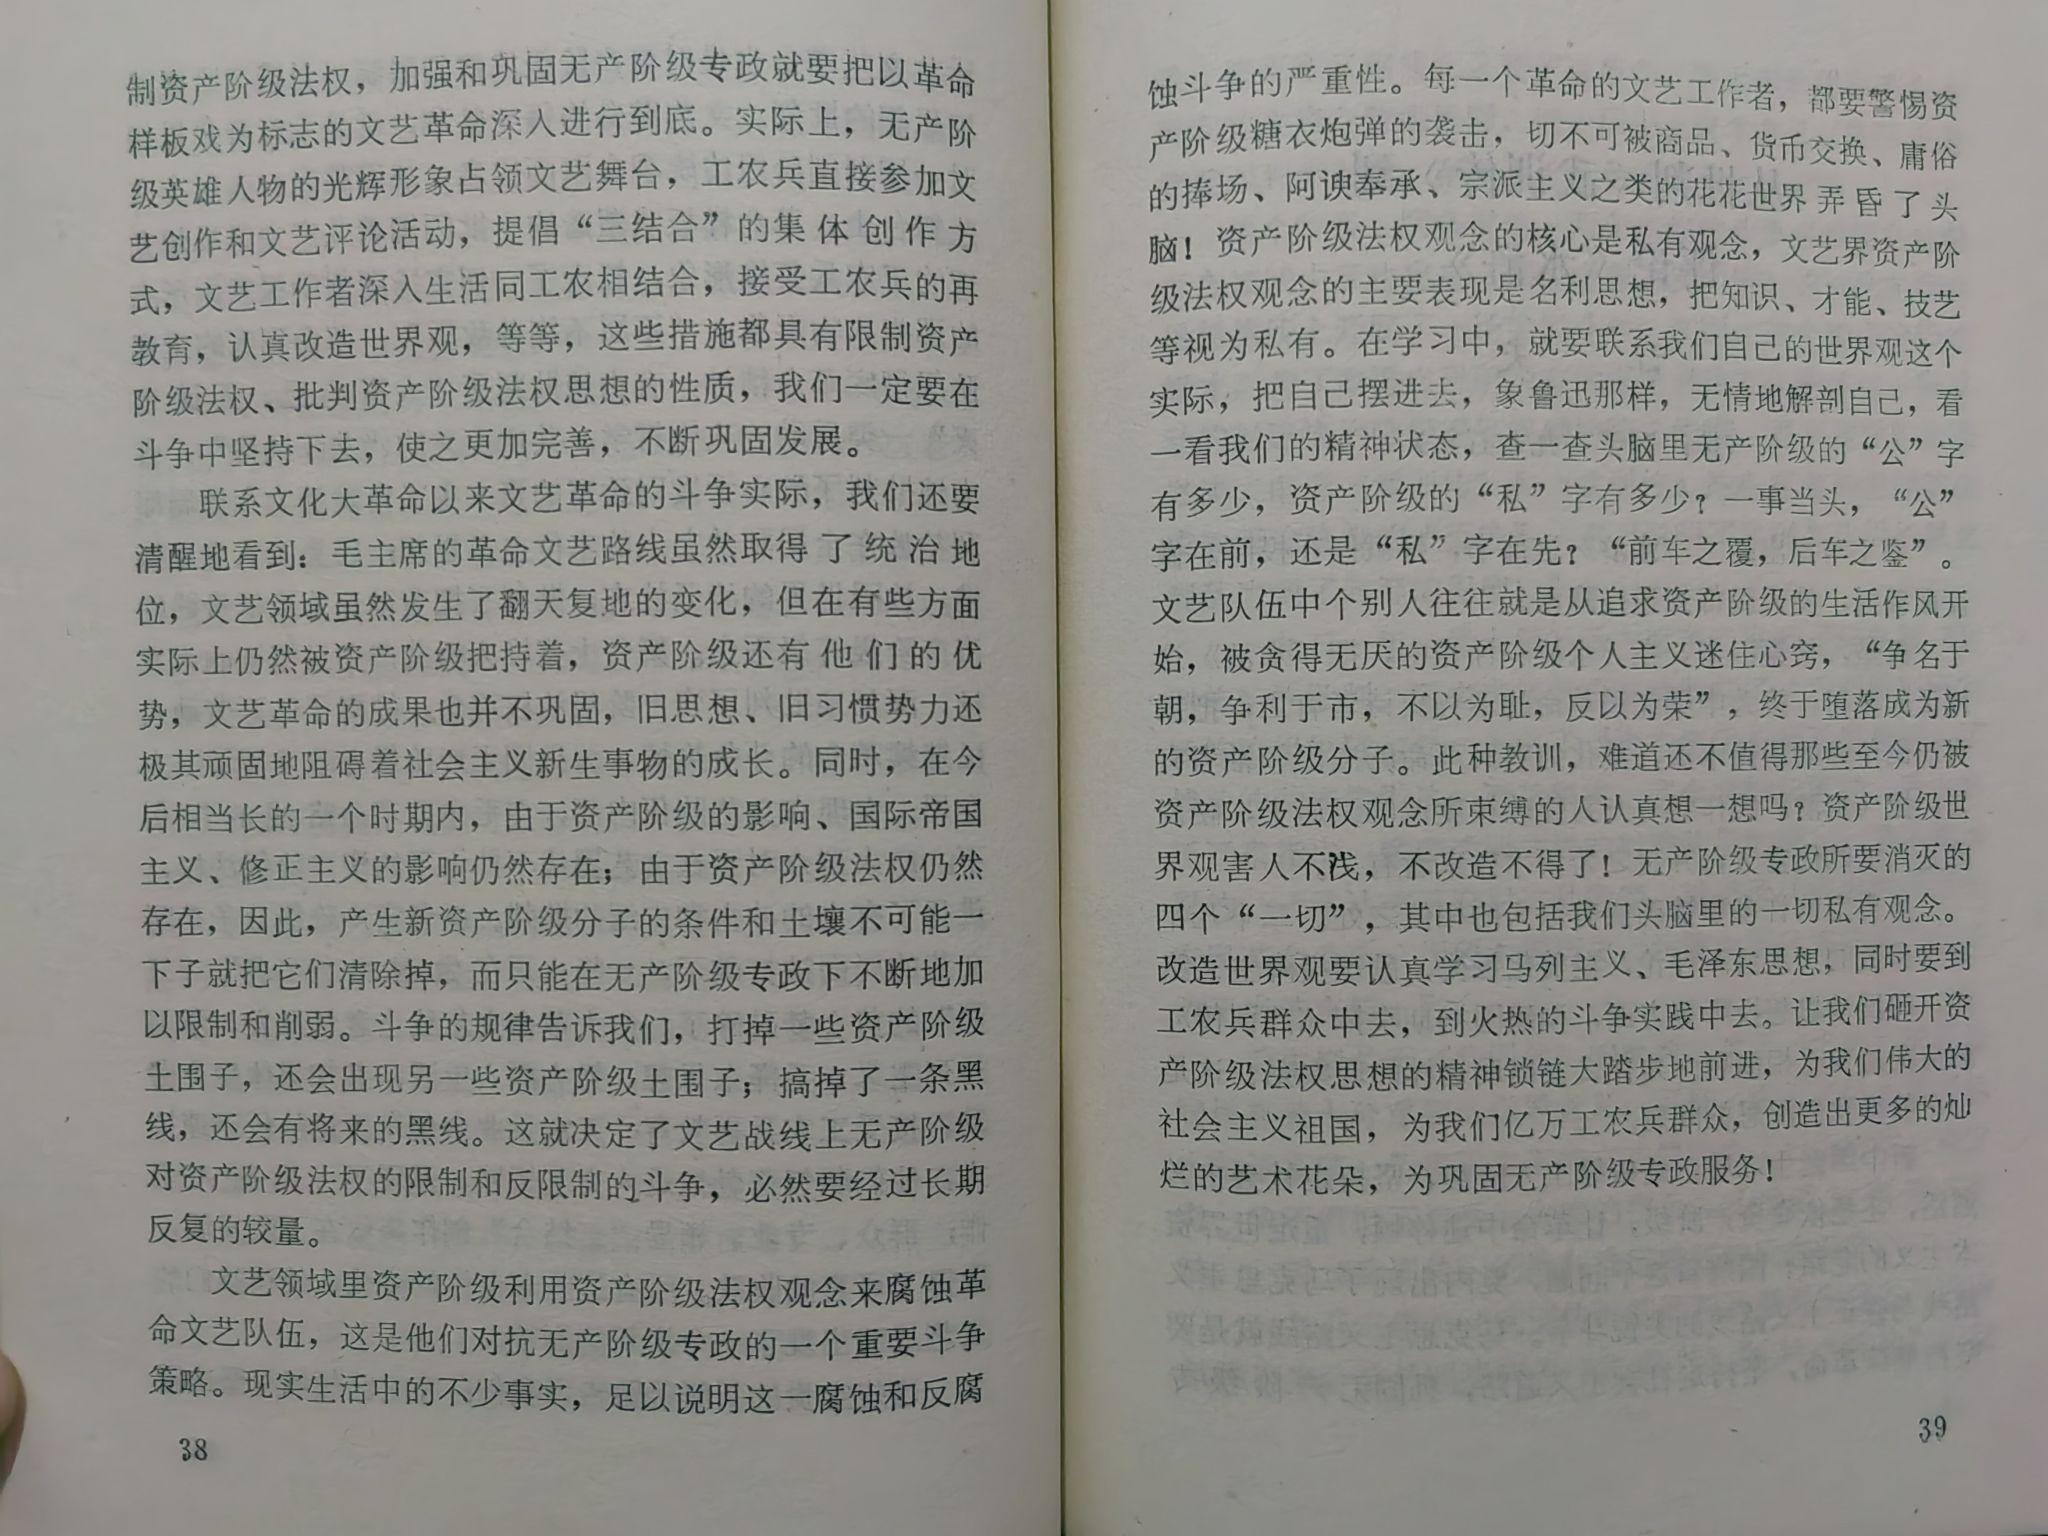 制资产阶级法权，加强和巩固无产阶级专政就要把以革命
样板戏为标志的文艺革命深入进行到底。实际上，无产阶
级英雄人物的光辉形象占领文艺舞台，工农兵直接参加文
艺创作和文艺评论活动，提倡“三结合”的集体创作方
式，文艺工作者深入生活同工农相结合，接受工农兵的再
教育，认真改造世界观，等等，这些措施都具有限制资产
阶级法权、批判资产阶级法权思想的性质，我们一定要在
斗争中坚持下去，使之更加完善，不断巩固发展。
联系文化大革命以来文艺革命的斗争实际，我们还要
清醒地看到：毛主席的革命文艺路线虽然取得了统治地
位，文艺领域虽然发生了翻天复地的变化，但在有些方面
实际上仍然被资产阶级把持着，资产阶级还有他们的优
势，文艺革命的成果也并不巩固，旧思想、旧习惯势力还
极其顽固地阻碍着社会主义新生事物的成长。同时，在今
后相当长的一个时期内，由于资产阶级的影响、国际帝国
主义、修正主义的影响仍然存在；由于资产阶级法权仍然
存在，因此，产生新资产阶级分子的条件和土壤不可能一
下子就把它们清除掉，而只能在无产阶级专政下不断地加
以限制和削弱。斗争的规律告诉我们，打掉一些资产阶级
土围子，还会出现另一些资产阶级土围子；搞掉了一条黑
线，还会有将来的黑线。这就决定了文艺战线上无产阶级
对资产阶级法权的限制和反限制的斗争，必然要经过长期
反复的较量。
文艺领域里资产阶级利用资产阶级法权观念来腐蚀革
命文艺队伍，这是他们对抗无产阶级专政的一个重要斗争
策略。现实生活中的不少事实，足以说明这一腐蚀和反腐
38
蚀斗争的严重性。每一个革命的文艺工作者，都要警惕资
产阶级糖衣炮弹的袭击，切不可被商品、货币交换、庸俗
的捧场、阿谀奉承、宗派主义之类的花花世界弄昏了头
脑！资产阶级法权观念的核心是私有观念，文艺界资产阶
级法权观念的主要表现是名利思想，把知识、才能、技艺
等视为私有。在学习中，就要联系我们自己的世界观这个
实际，把自己摆进去，象鲁迅那样，无情地解剖自己，看
一看我们的精神状态，查一查头脑里无产阶级的“公”字
有多少，资产阶级的“私”字有多少？一事当头，“公”
字在前，还是“私”字在先？“前车之覆，后车之鉴”。
文艺队伍中个别人往往就是从追求资产阶级的生活作风开
始，被贪得无厌的资产阶级个人主义迷住心窍，“争名于
朝，争利于市，不以为耻，反以为荣”，终于堕落成为新
的资产阶级分子。此种教训，难道还不值得那些至今仍被
资产阶级法权观念所束缚的人认真想一想吗？资产阶级世
界观害人不浅，不改造不得了！无产阶级专政所要消灭的
四个“一切”，其中也包括我们头脑里的一切私有观念。
改造世界观要认真学习马列主义、毛泽东思想，同时要到
工农兵群众中去，到火热的斗争实践中去。让我们砸开资
产阶级法权思想的精神锁链大踏步地前进，为我们伟大的
社会主义祖国，为我们亿万工农兵群众，创造出更多的灿
烂的艺术花朵，为巩固无产阶级专政服务！
39